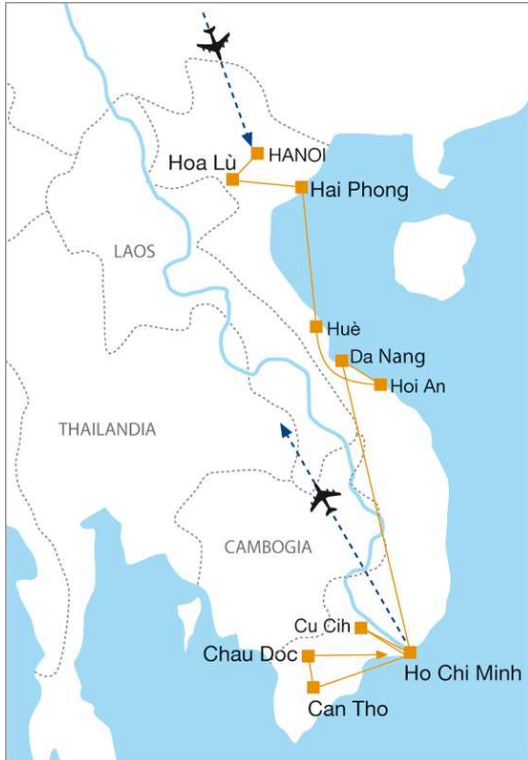 HANOI
Hoa Lù
Hai Phong
LAOS
Huè
Da Nang
Hoi An
THAILANDIA
CAMBOGIA
Cu Cih
Chau Doc
Ho Chi Minh
Can Tho